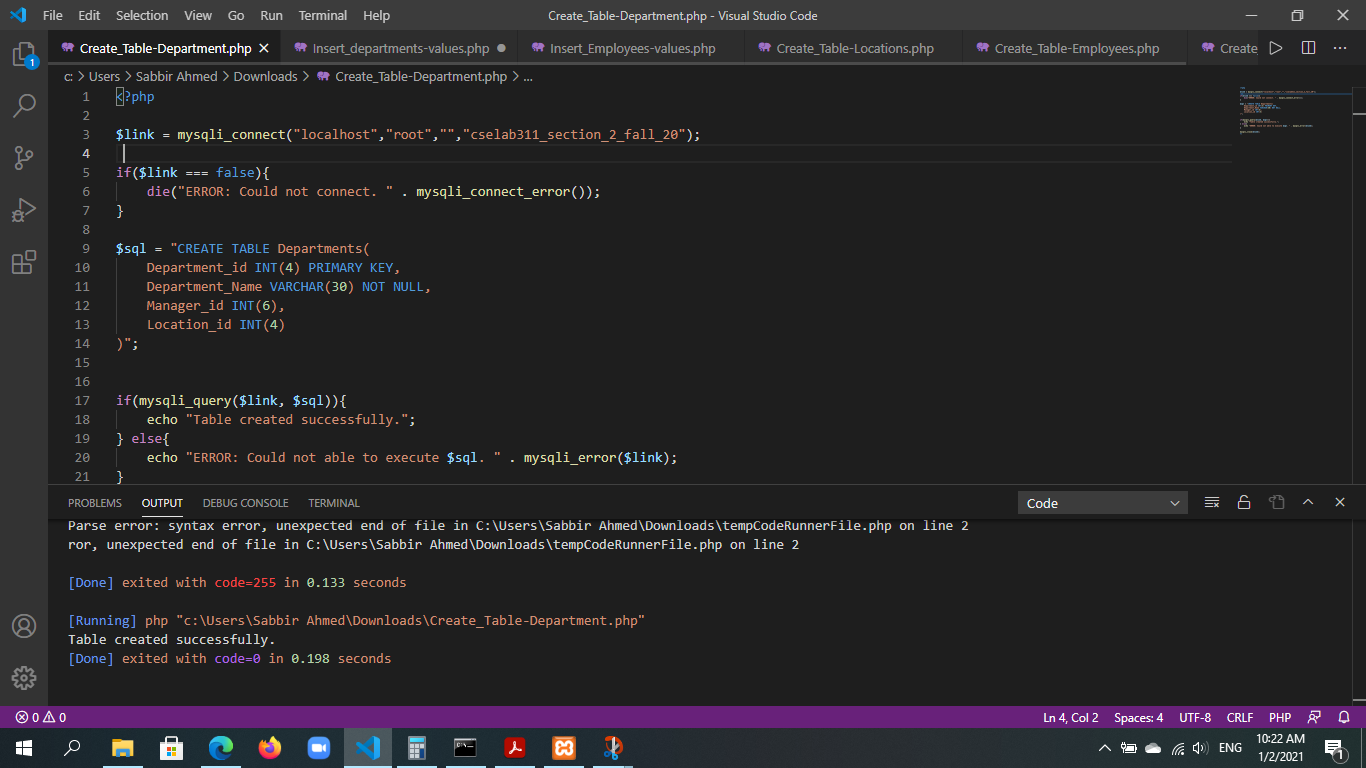 File Edit Selection View Go Run Terminal Help Create_Table-Department.php - Visual Studio Code
Create_Table-Department.php Insert_departments-values.php Insert_Employees-values.php Create_Table-Locations.php Create_Table-Employees.php Create
c: > Users > Sabbir Ahmed > Downloads > Create_Table-Department.php > ...
1 <?php
2
3 $link = mysqli_connect("localhost","root","","cselab311_section_2_fall_20");
4
5 if($link === false){
6 die("ERROR: Could not connect. " . mysqli_connect_error());
7 }
8
9 $sql = "CREATE TABLE Departments(
10 Department_id INT(4) PRIMARY KEY,
11 Department_Name VARCHAR(30) NOT NULL,
12 Manager_id INT(6),
13 Location_id INT(4)
14 )";
15
16
17 if(mysqli_query($link, $sql)){
18 echo "Table created successfully.";
19 } else{
20 echo "ERROR: Could not able to execute $sql. " . mysqli_error($link);
21 }
PROBLEMS OUTPUT DEBUG CONSOLE TERMINAL Code
Parse error: syntax error, unexpected end of file in C:\Users\Sabbir Ahmed\Downloads\tempCodeRunnerFile.php on line 2
ror, unexpected end of file in C:\Users\Sabbir Ahmed\Downloads\tempCodeRunnerFile.php on line 2
[Done] exited with code=255 in 0.133 seconds
[Running] php "c:\Users\Sabbir Ahmed\Downloads\Create_Table-Department.php"
Table created successfully.
[Done] exited with code=0 in 0.198 seconds
1
0 0 Ln 4, Col 2 Spaces: 4 UTF-8 CRLF PHP
ENG 10:22 AM
1/2/2021 1